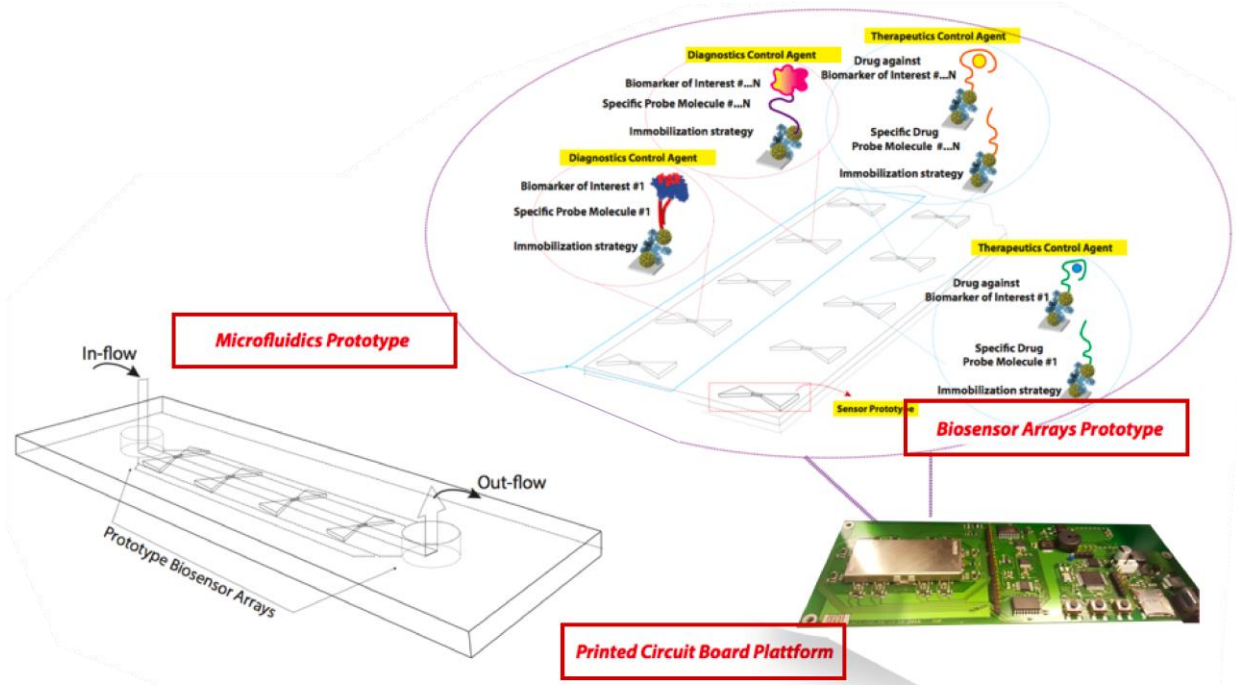 Therapeutics Control Agent
Drug against
Biomarker of Interest #...N
Specific Drug
Probe Molecule #...N
Immobilization strategy
Diagnostics Control Agent
Biomarker of Interest #...N
Specific Probe Molecule #...N
Immobilization strategy
Diagnostics Control Agent
Biomarker of Interest #1
Specific Probe Molecule #1
Immobilization strategy
Therapeutics Control Agent
Drug against
Biomarker of Interest #1
Specific Drug
Probe Molecule #1
Immobilization strategy
Sensor Prototype
Biosensor Arrays Prototype
Microfluidics Prototype
In-flow
Out-flow
Prototype Biosensor Arrays
Printed Circuit Board Plattform